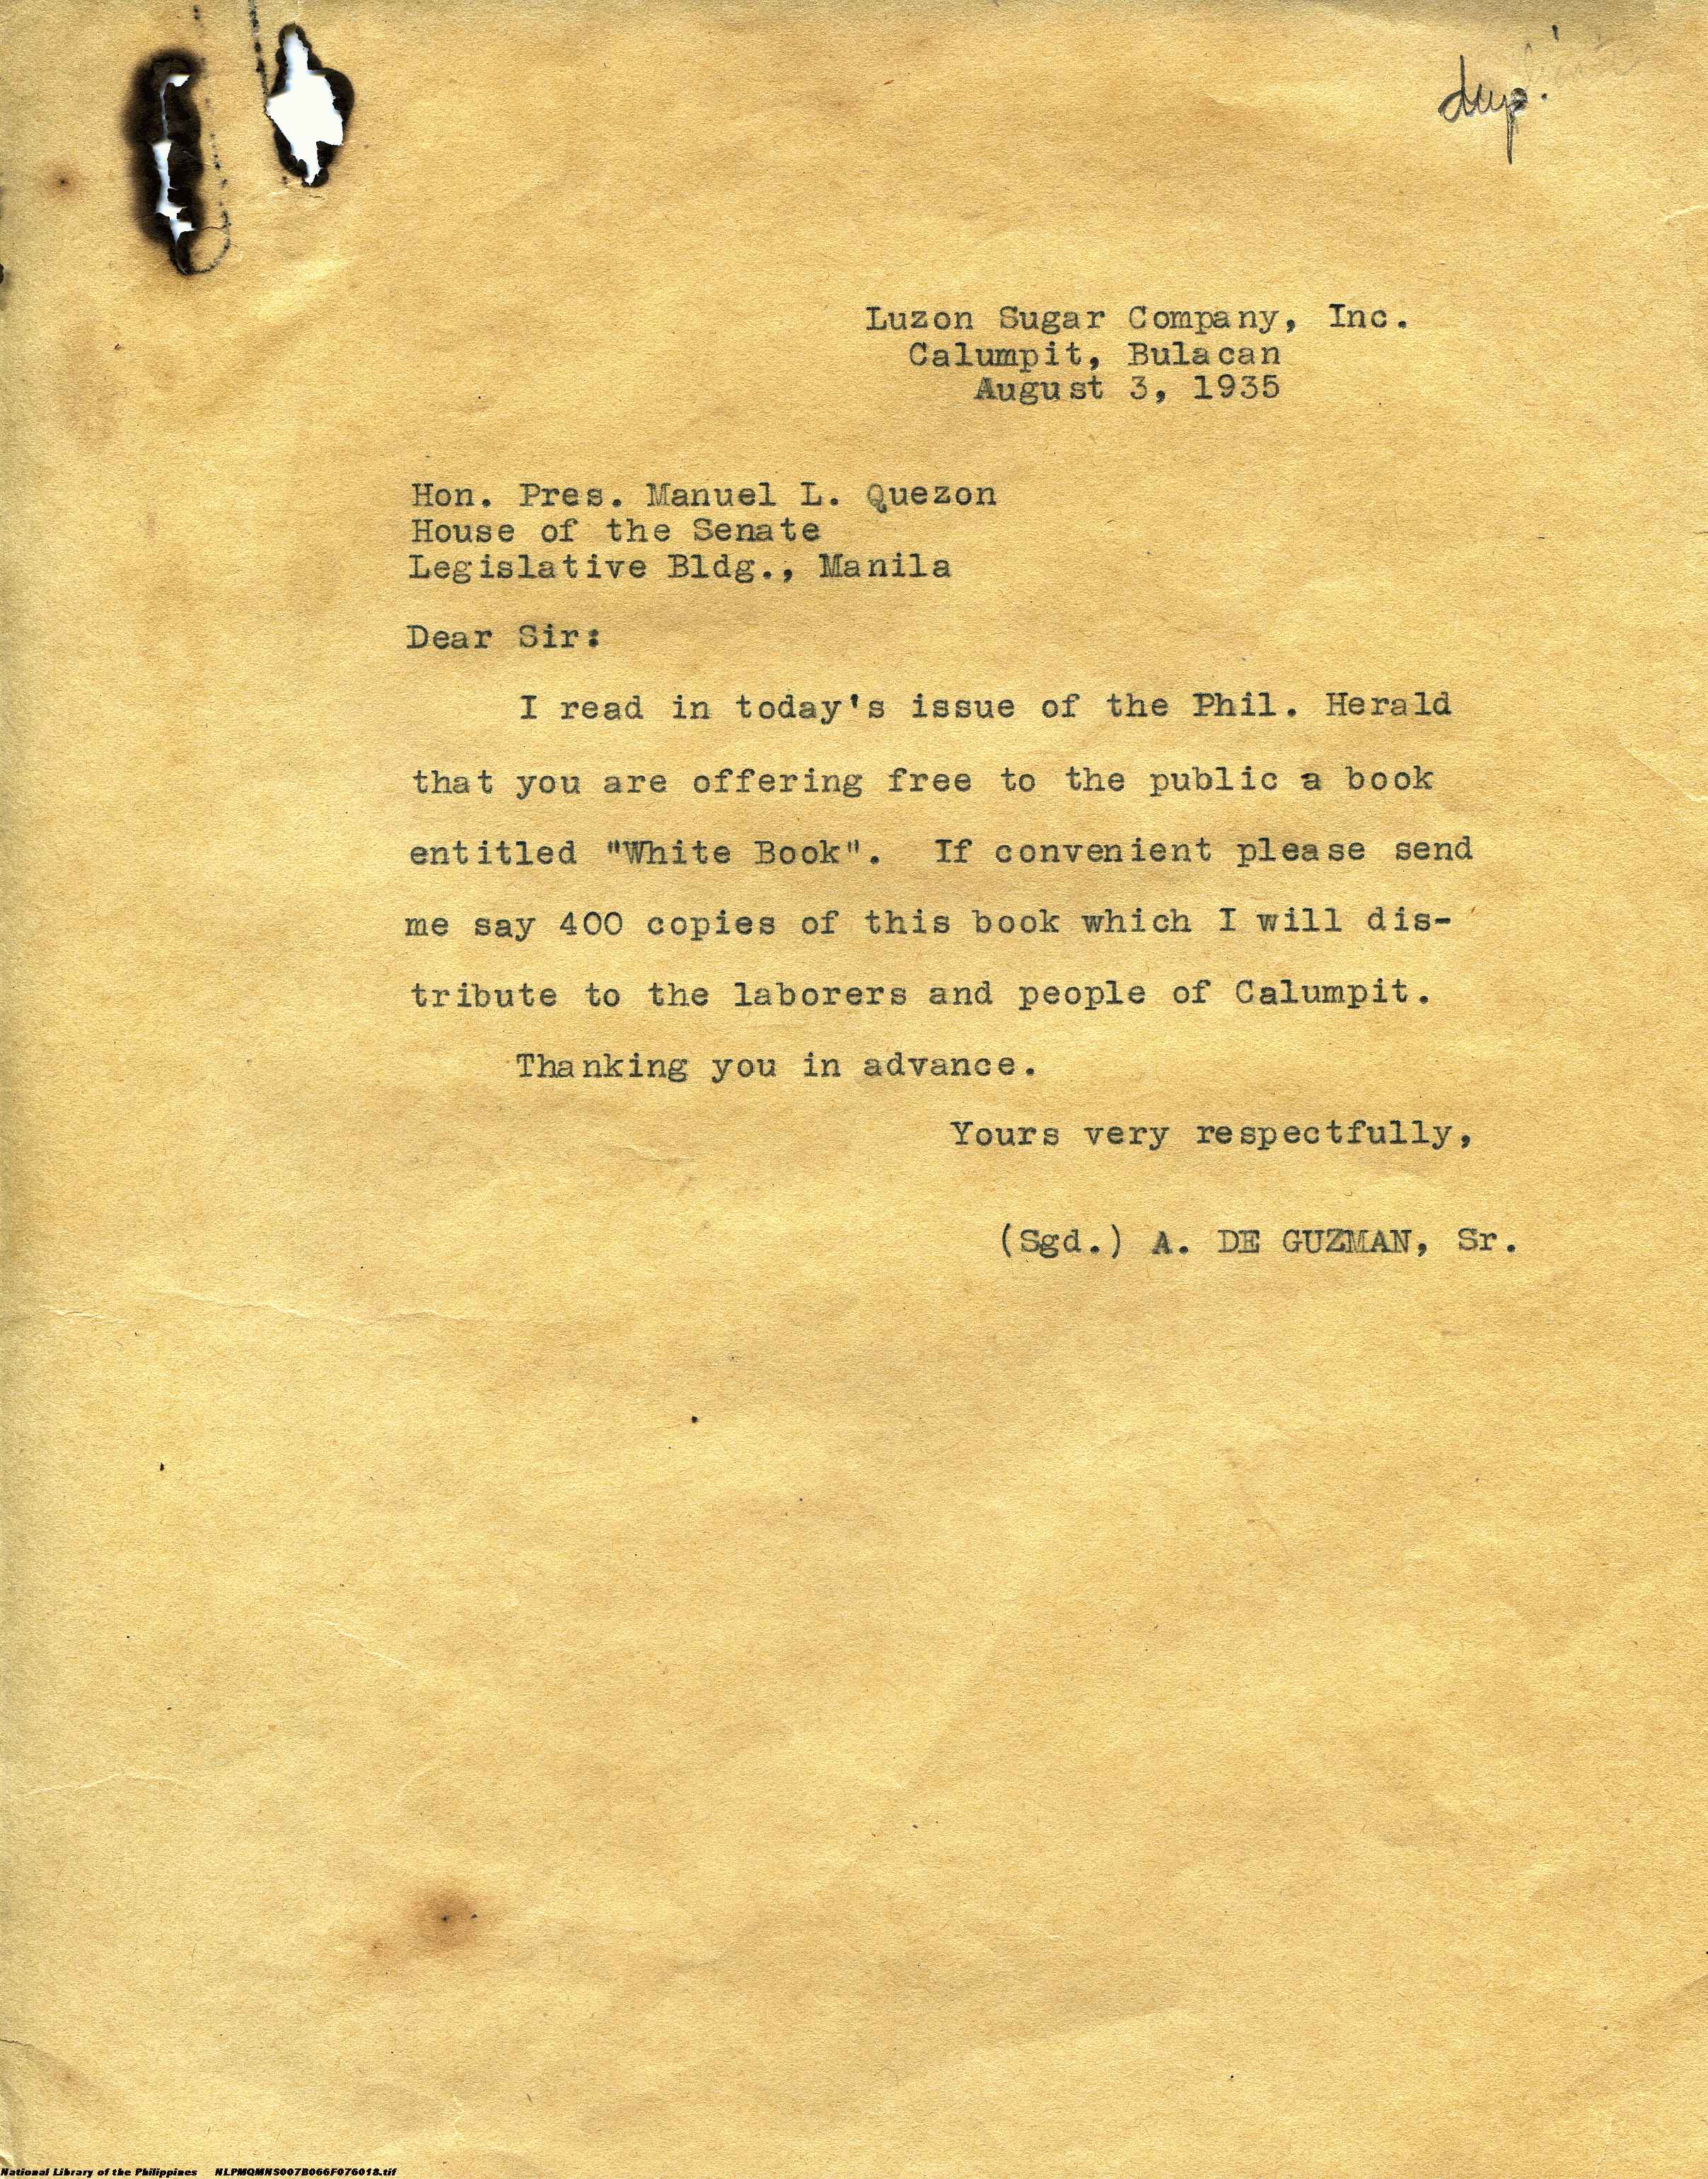 dup.
Luzon Sugar Company, Inc.
Calumpit, Bulacan
August 3, 1935
Hon. Pres. Manuel L. Quezon
House of the Senate
Legislative Bldg., Manila
Dear Sir:
I read in today's issue of the Phil. Herald
that you are offering free to the public a book
entitled "White Book". If convenient please send
me say 400 copies of this book which I will dis-
tribute to the laborers and people of Calumpit.
Thanking you in advance.
Yours very respectfully,
(Sgd.) A. DE GUZMAN, Sr.
National Library of the Philippines NLPMQMNS007B066F076018.tif